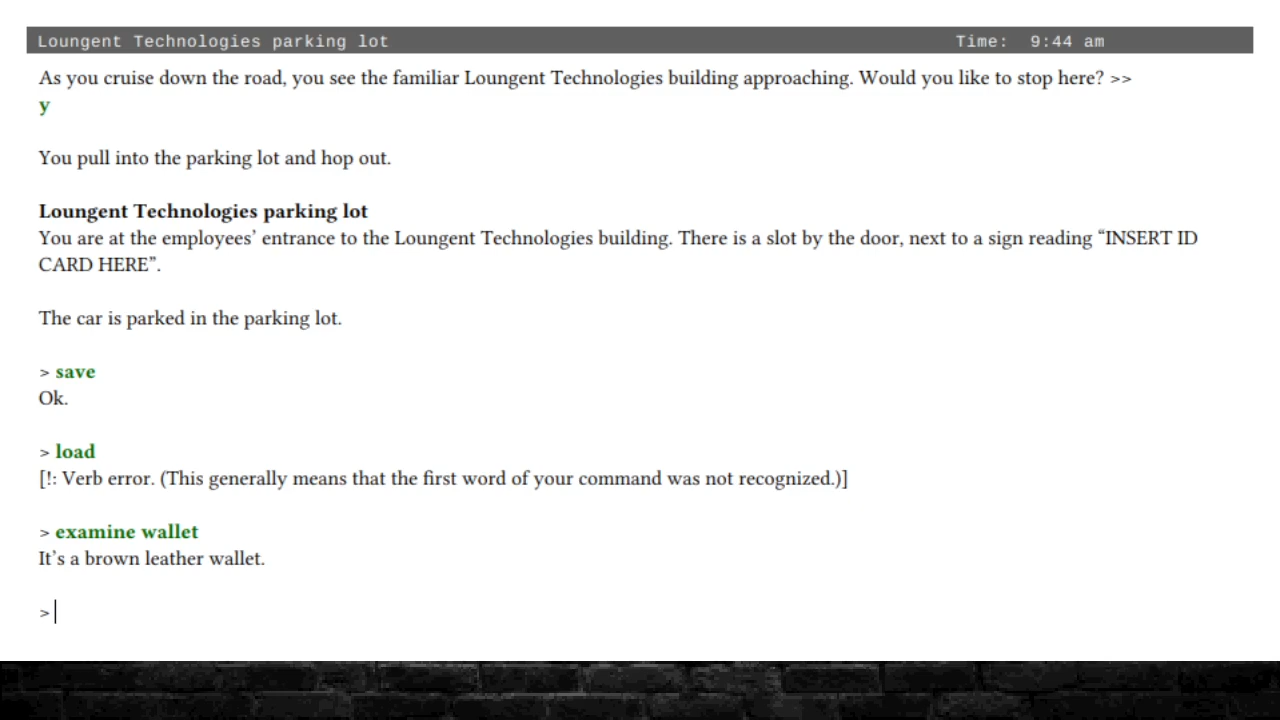 Loungent Technologies parking lot Time: 9:44 am
As you cruise down the road, you see the familiar Loungent Technologies building approaching. Would you like to stop here? >>
y
You pull into the parking lot and hop out.
Loungent Technologies parking lot
You are at the employees’ entrance to the Loungent Technologies building. There is a slot by the door, next to a sign reading “INSERT ID
CARD HERE”.
The car is parked in the parking lot.
> save
Ok.
> load
[!: Verb error. (This generally means that the first word of your command was not recognized.)]
> examine wallet
It’s a brown leather wallet.
>